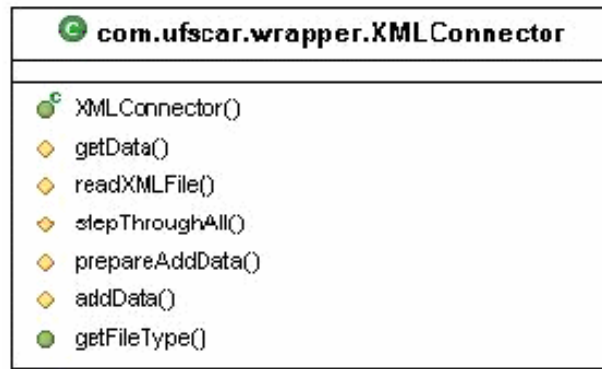 C com.ufscar.wrapper.XMLConnector
C XMLConnector()
getData()
readXMLFile()
stepThroughAll()
prepareAddData()
addData()
getFileType()